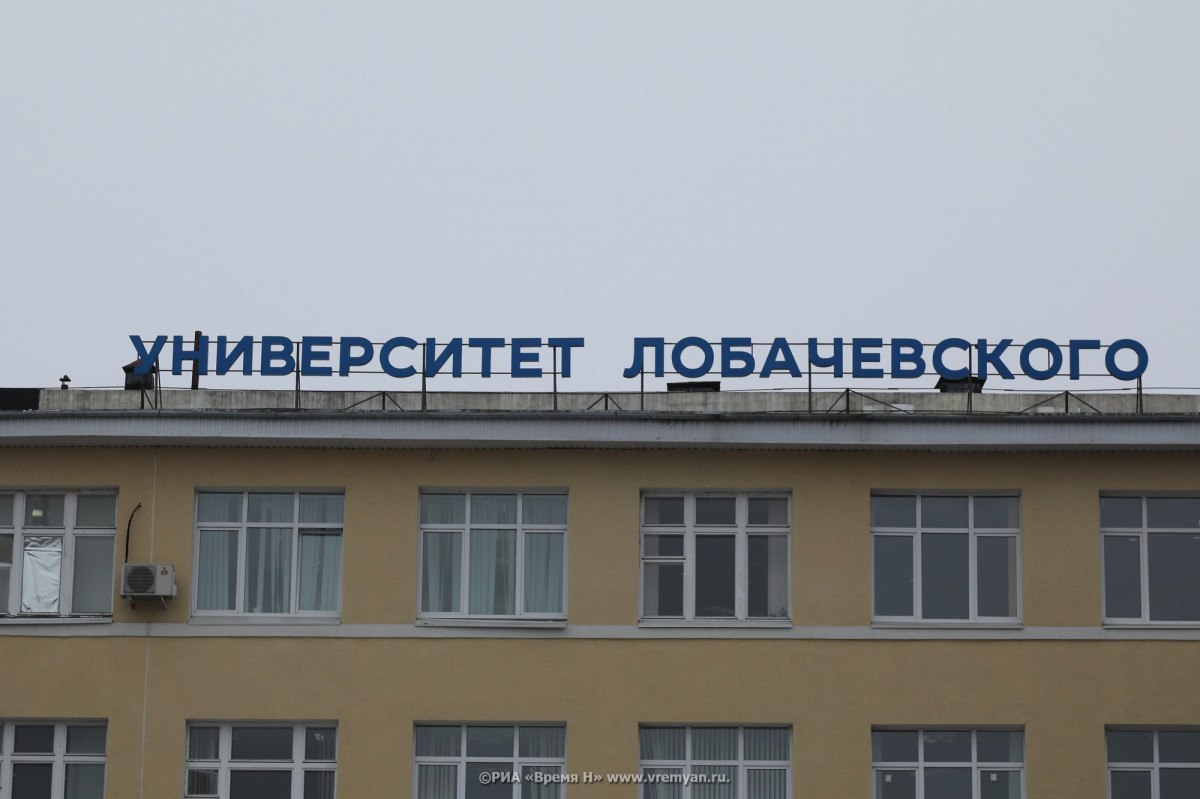 УНИВЕРСИТЕТ ЛОБАЧЕВСКОГО
©РИА «Время Н» www.vremyan.ru.